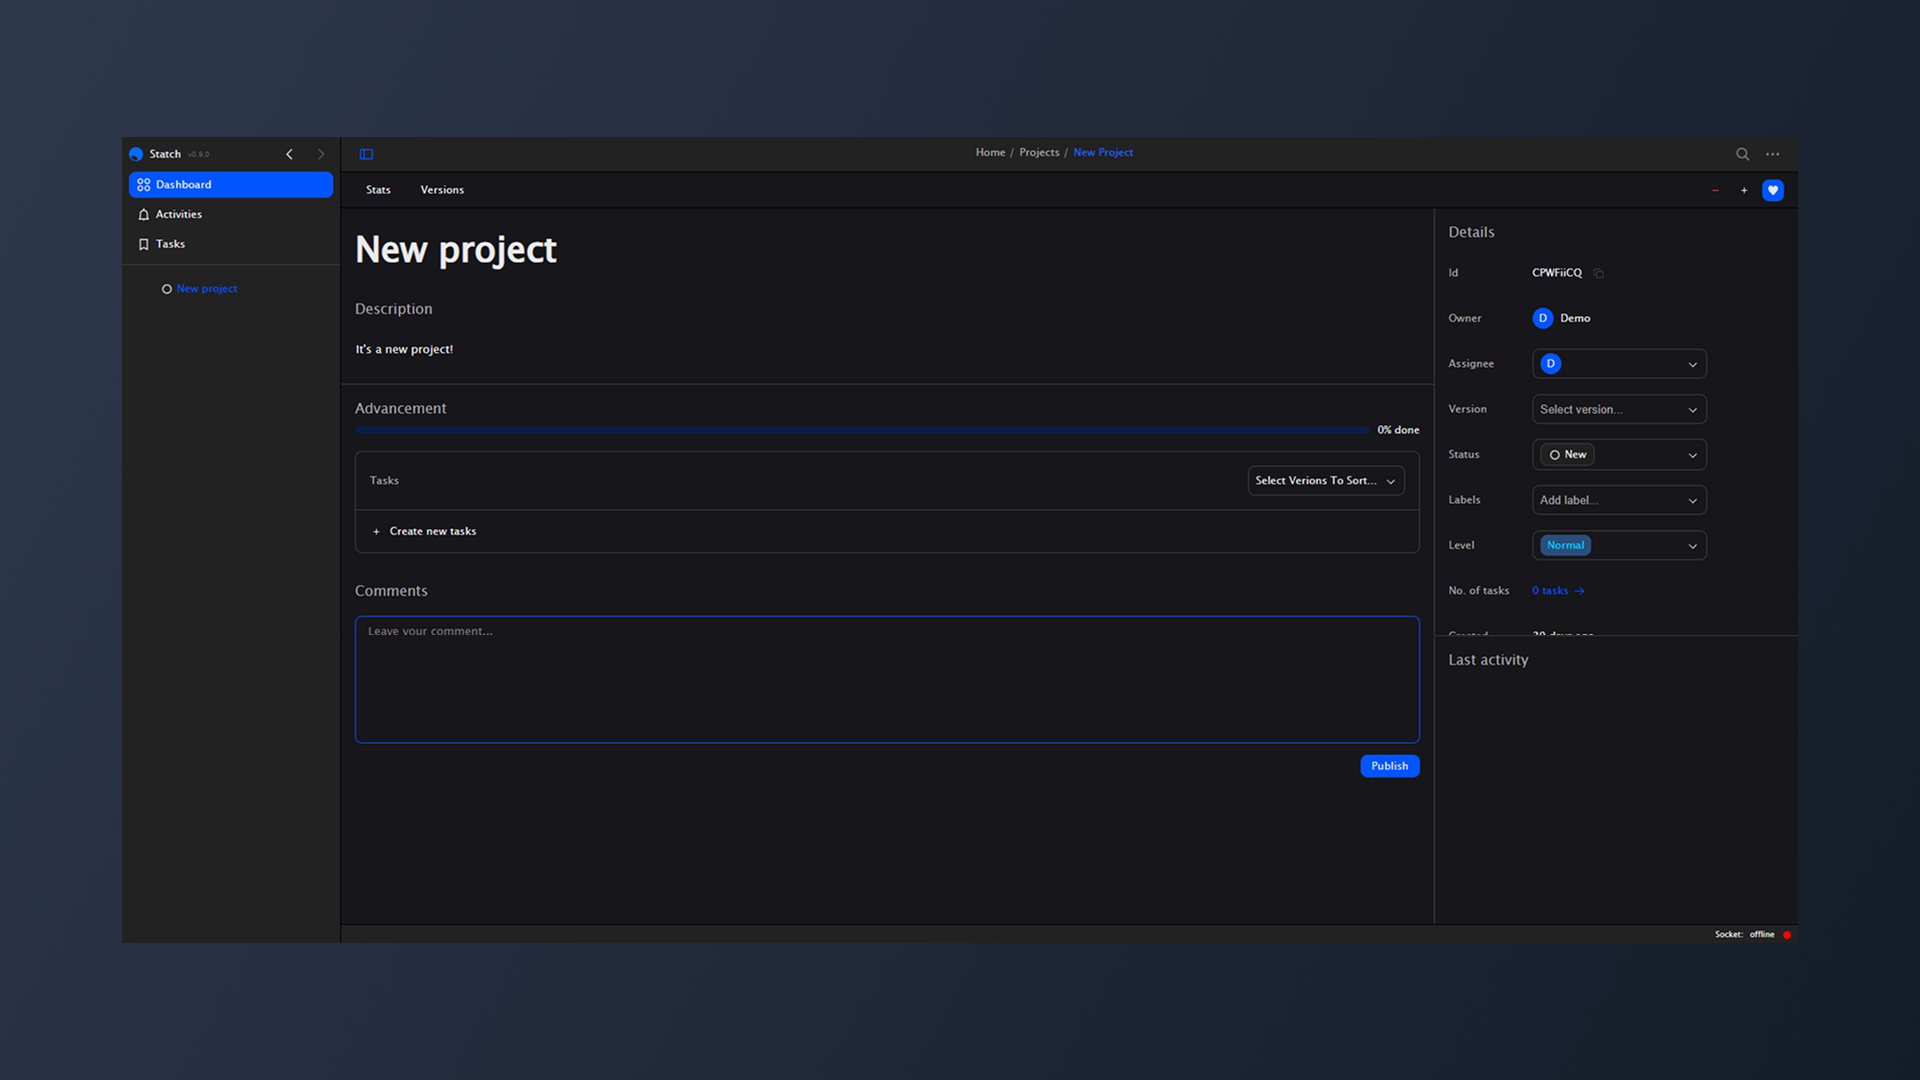 Statch v0.9.0
Dashboard
Activities
Tasks
New project
Home / Projects / New Project
Stats Versions
New project
Description
It's a new project!
Advancement
0% done
Tasks
Select Verions To Sort...
+ Create new tasks
Comments
Leave your comment...
Publish
Details
Id CPWFiiCQ
Owner D Demo
Assignee D
Version Select version...
Status New
Labels Add label...
Level Normal
No. of tasks 0 tasks →
Last activity
Socket: offline